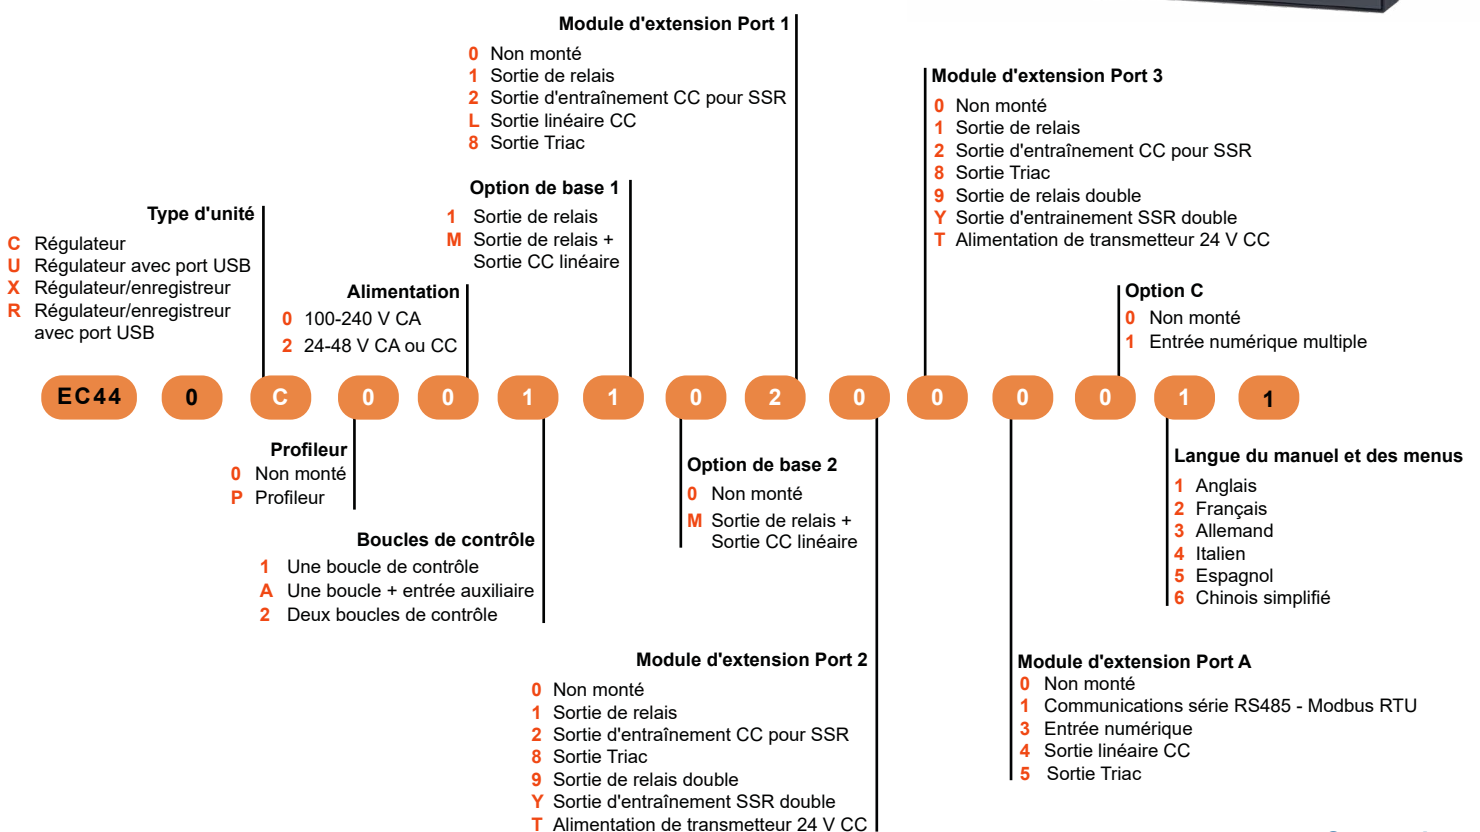 Module d'extension Port 1
0 Non monté
1 Sortie de relais
2 Sortie d'entraînement CC pour SSR
L Sortie linéaire CC
8 Sortie Triac
Module d'extension Port 3
0 Non monté
1 Sortie de relais
2 Sortie d'entraînement CC pour SSR
8 Sortie Triac
9 Sortie de relais double
Y Sortie d'entrainement SSR double
T Alimentation de transmetteur 24 V CC
Option de base 1
1 Sortie de relais
M Sortie de relais +
Sortie CC linéaire
Type d'unité
C Régulateur
U Régulateur avec port USB
X Régulateur/enregistreur
R Régulateur/enregistreur
avec port USB
Alimentation
0 100-240 V CA
2 24-48 V CA ou CC
Option C
0 Non monté
1 Entrée numérique multiple
EC44 0 C 0 0 1 1 0 2 0 0 0 0 1 1
Profileur
0 Non monté
P Profileur
Boucles de contrôle
1 Une boucle de contrôle
A Une boucle + entrée auxiliaire
2 Deux boucles de contrôle
Option de base 2
0 Non monté
M Sortie de relais +
Sortie CC linéaire
Langue du manuel et des menus
1 Anglais
2 Français
3 Allemand
4 Italien
5 Espagnol
6 Chinois simplifié
Module d'extension Port 2
0 Non monté
1 Sortie de relais
2 Sortie d'entraînement CC pour SSR
8 Sortie Triac
9 Sortie de relais double
Y Sortie d'entraînement SSR double
T Alimentation de transmetteur 24 V CC
Module d'extension Port A
0 Non monté
1 Communications série RS485 - Modbus RTU
3 Entrée numérique
4 Sortie linéaire CC
5 Sortie Triac